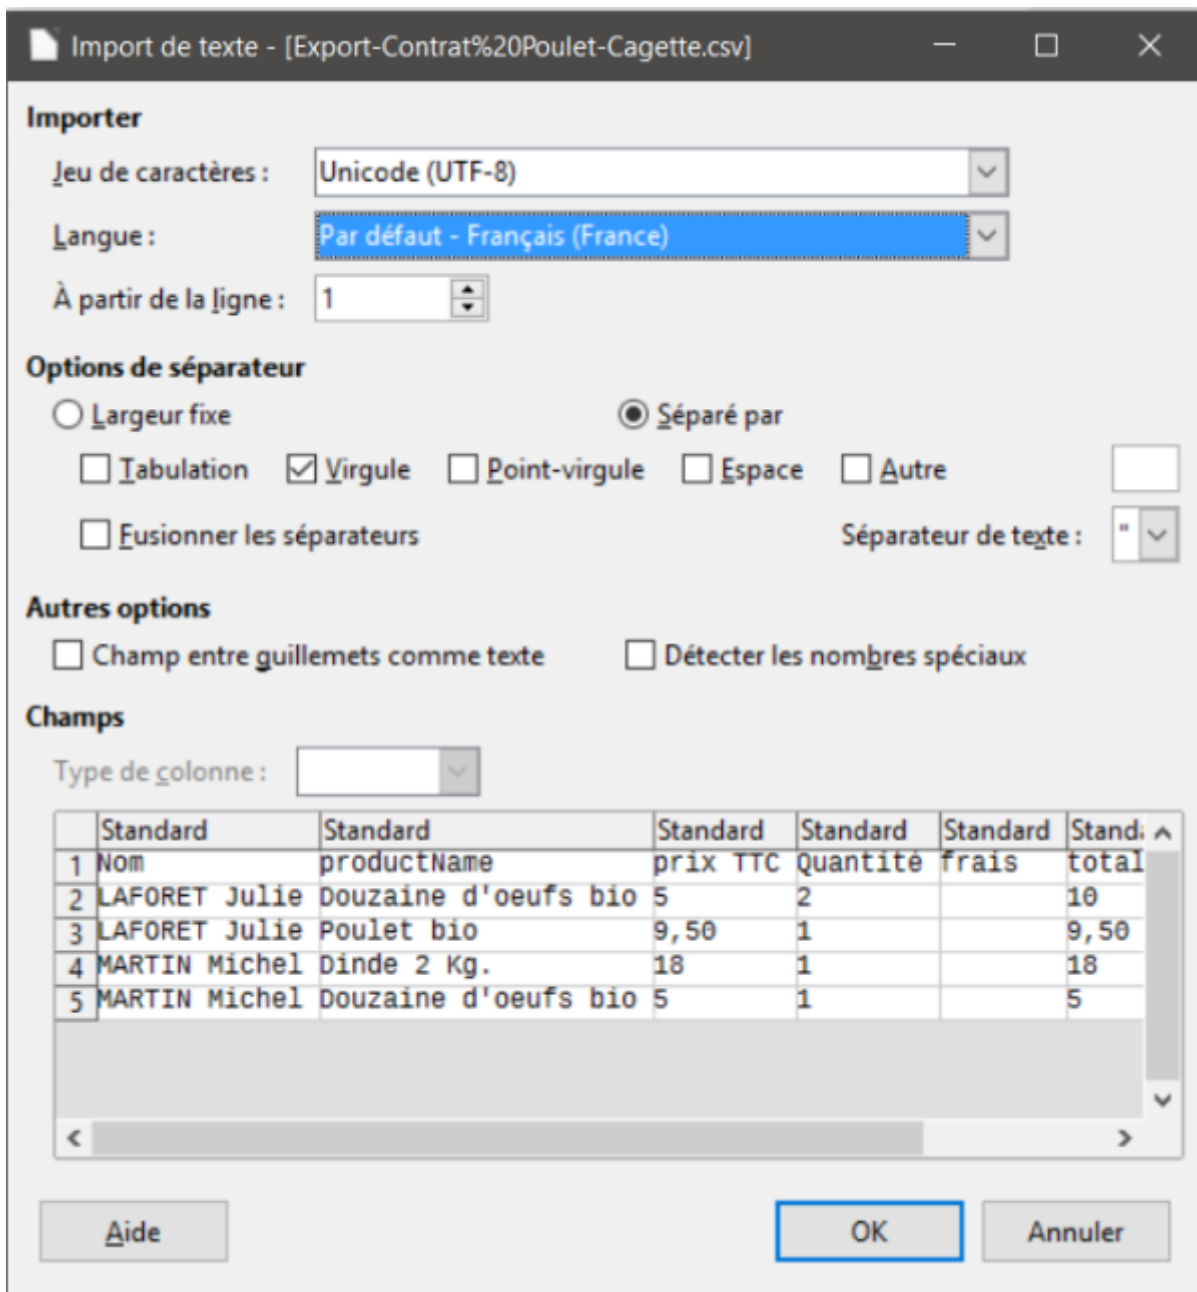 Import de texte - [Export-Contrat%20Poulet-Cagette.csv]
Importer
Jeu de caractères : Unicode (UTF-8)
Langue : Par défaut - Français (France)
À partir de la ligne : 1
Options de séparateur
Largeur fixe Séparé par
Tabulation Virgule Point-virgule Espace Autre
Fusionner les séparateurs Séparateur de texte : "
Autres options
Champ entre guillemets comme texte Détecter les nombres spéciaux
Champs
Type de colonne :
Standard Standard Standard Standard Standard Stand
1 Nom productName prix TTC Quantité frais total
2 LAFORET Julie Douzaine d'oeufs bio 5 2 10
3 LAFORET Julie Poulet bio 9,50 1 9,50
4 MARTIN Michel Dinde 2 Kg. 18 1 18
5 MARTIN Michel Douzaine d'oeufs bio 5 1 5
Aide OK Annuler